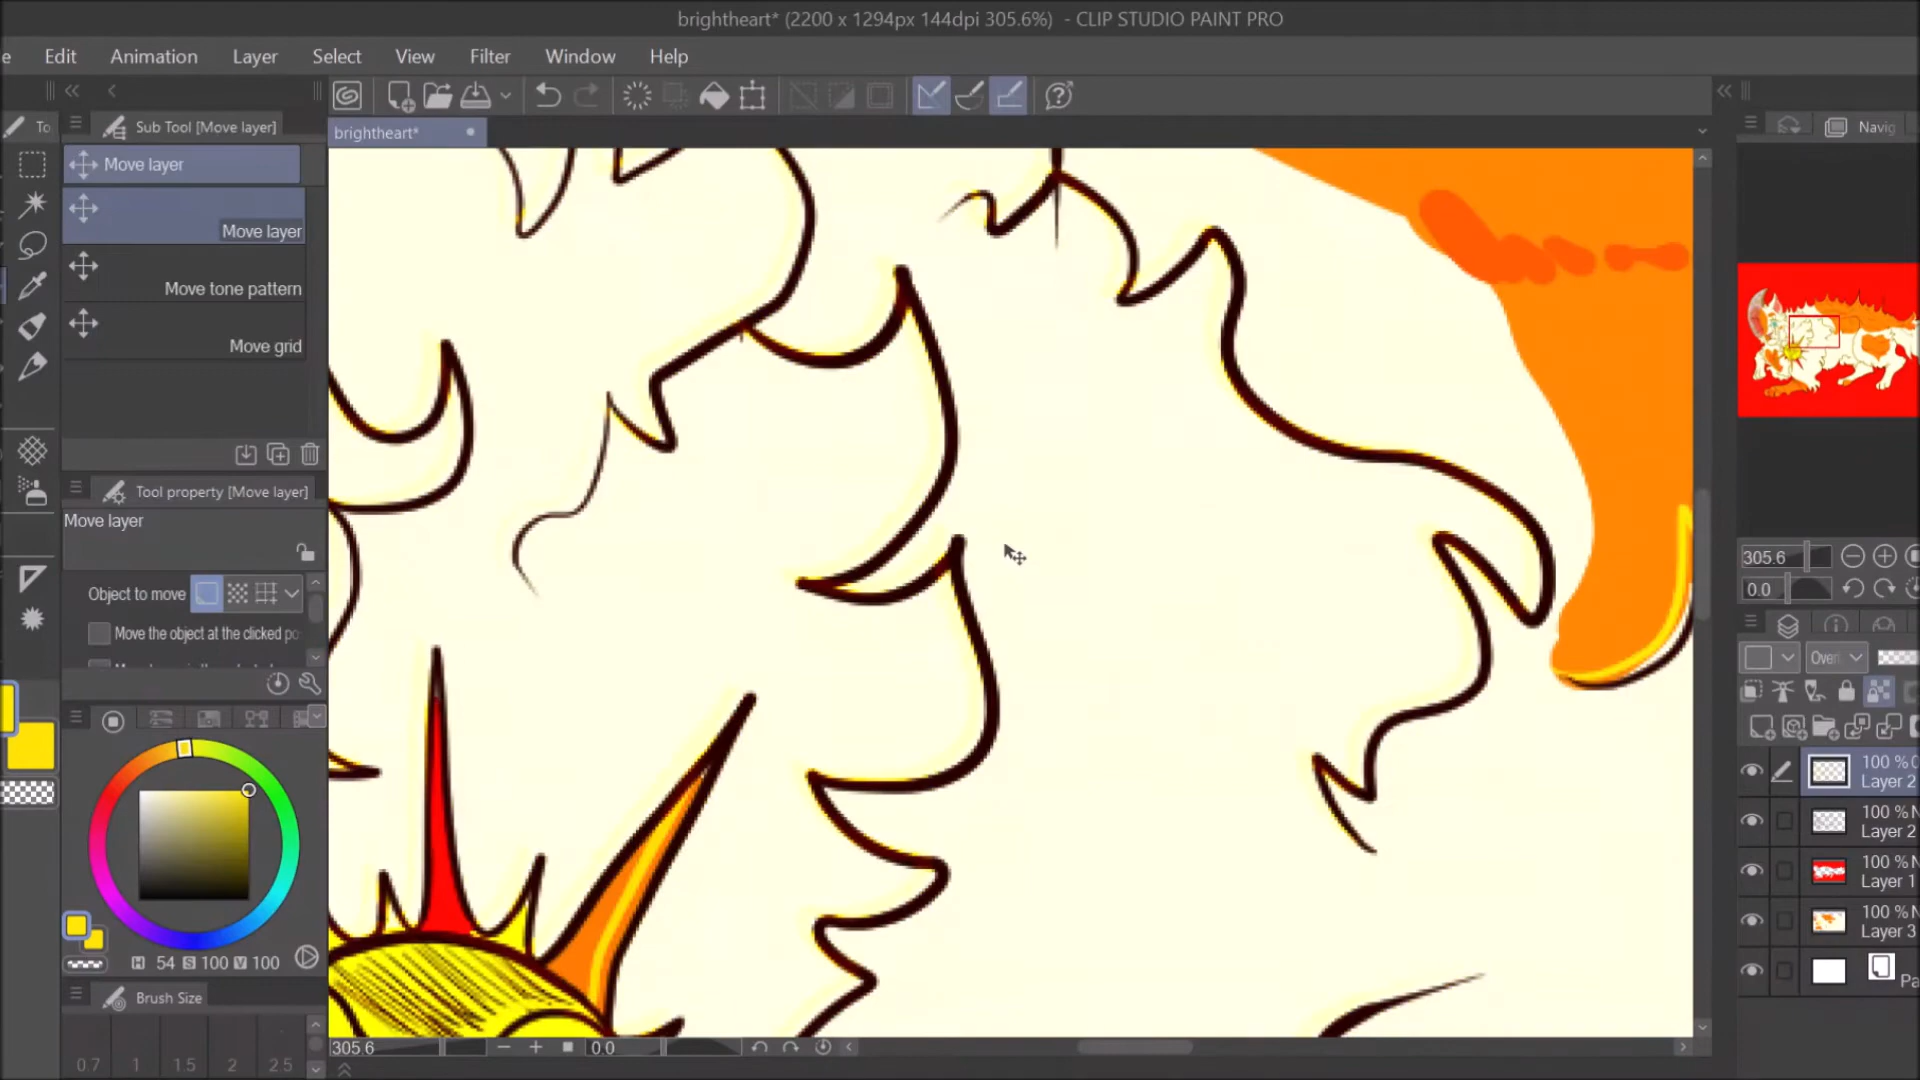 brightheart* (2200 x 1294px 144dpi 305.6%) - CLIP STUDIO PAINT PRO
e Edit Animation Layer Select View Filter Window Help
To
Sub Tool [Move layer]
brightheart*
Navig
Move layer
Move layer
Move tone pattern
Move grid
Tool property [Move layer]
Move layer
Object to move
Move the object at the clicked po
305.6
0.0
Over
100 %
Layer 2
100 % N
Layer 2
100 % N
Layer 1
100 % N
Layer 3
Pa
H 54 S 100 V 100
Brush Size
0.7 1 1.5 2 2.5
305.6
0.0